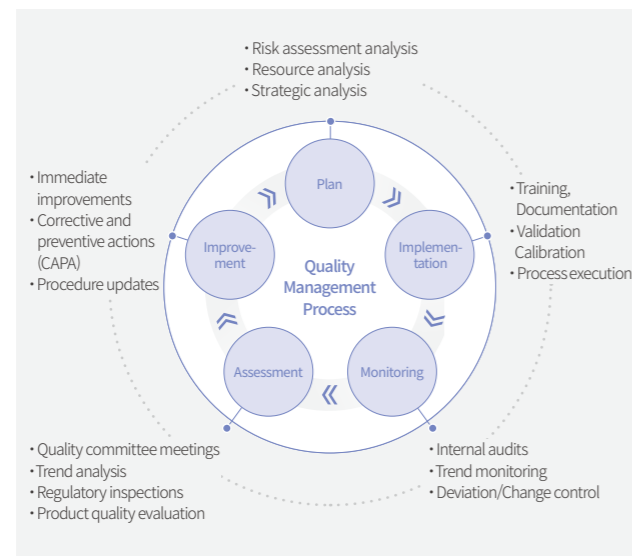 • Risk assessment analysis
• Resource analysis
• Strategic analysis
Plan
• Immediate
improvements
• Corrective and
preventive actions
(CAPA)
• Procedure updates
Improve-
ment
Quality
Management
Process
Implemen-
tation
• Training,
Documentation
• Validation
Calibration
• Process execution
Assessment
Monitoring
• Quality committee meetings
• Trend analysis
• Regulatory inspections
• Product quality evaluation
• Internal audits
• Trend monitoring
• Deviation/Change control